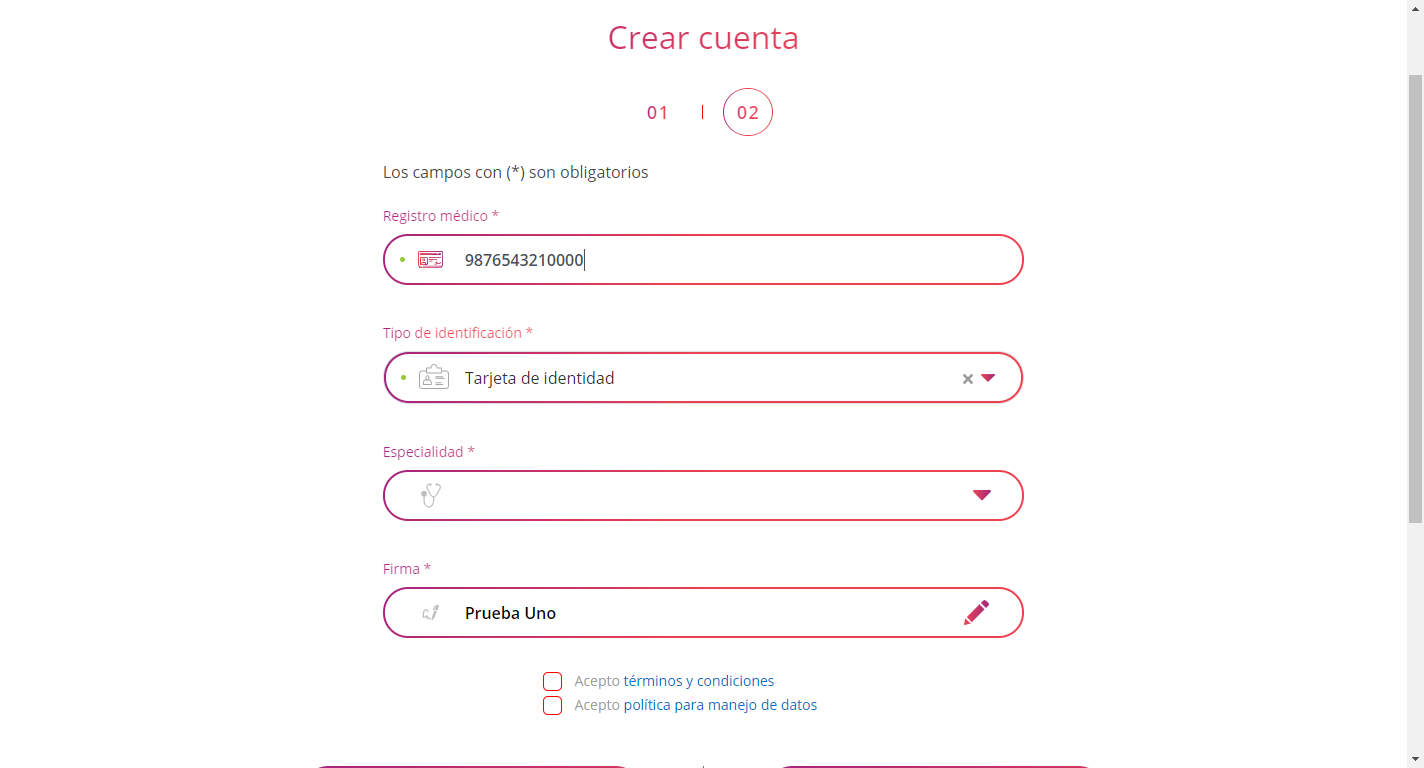 Crear cuenta
01 | 02
Los campos con (*) son obligatorios
Registro médico *
9876543210000
Tipo de identificación *
Tarjeta de identidad
Especialidad *
Firma *
Prueba Uno
Acepto términos y condiciones
Acepto política para manejo de datos